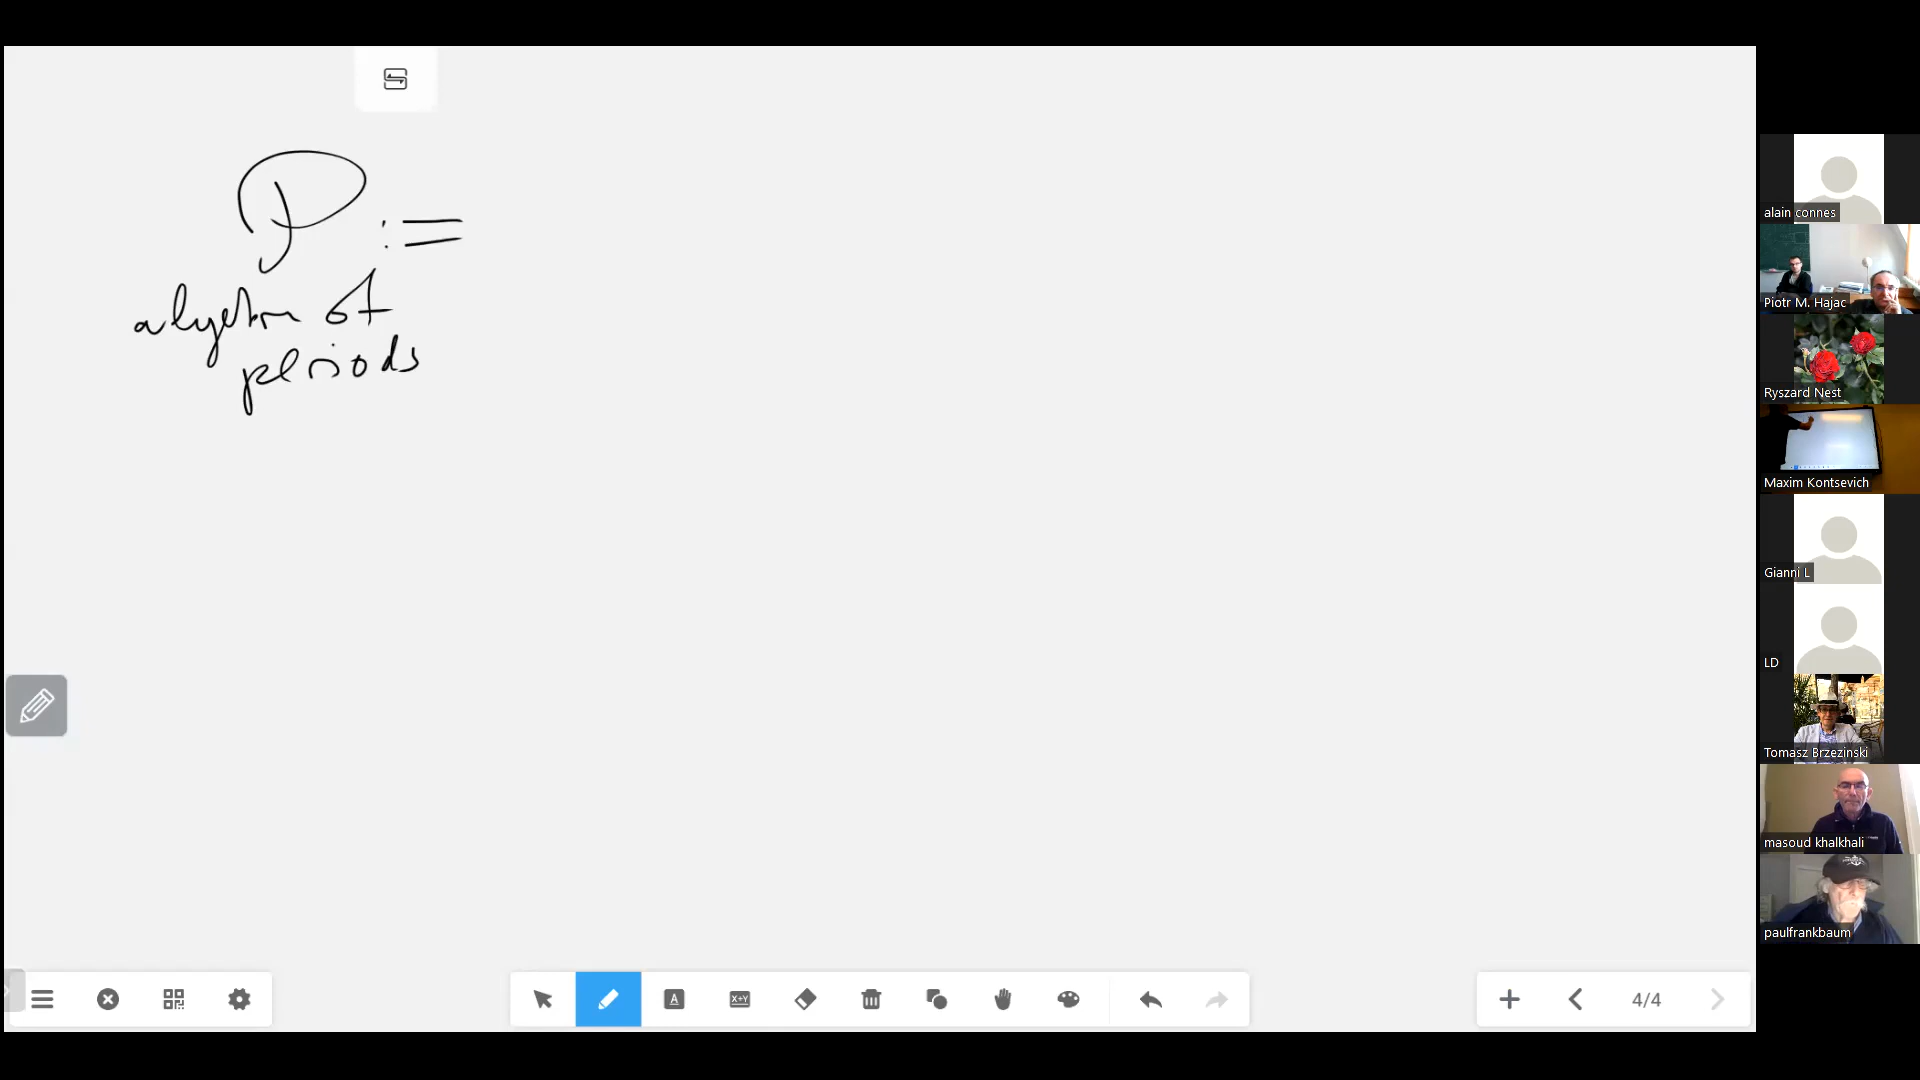 P :=
algebra of
periods
alain connes
Piotr M. Hajac
Ryszard Nest
Maxim Kontsevich
Gianni L
LD
Tomasz Brzezinski
masoud khalkhali
paulfrankbaum
A
X+Y
4/4